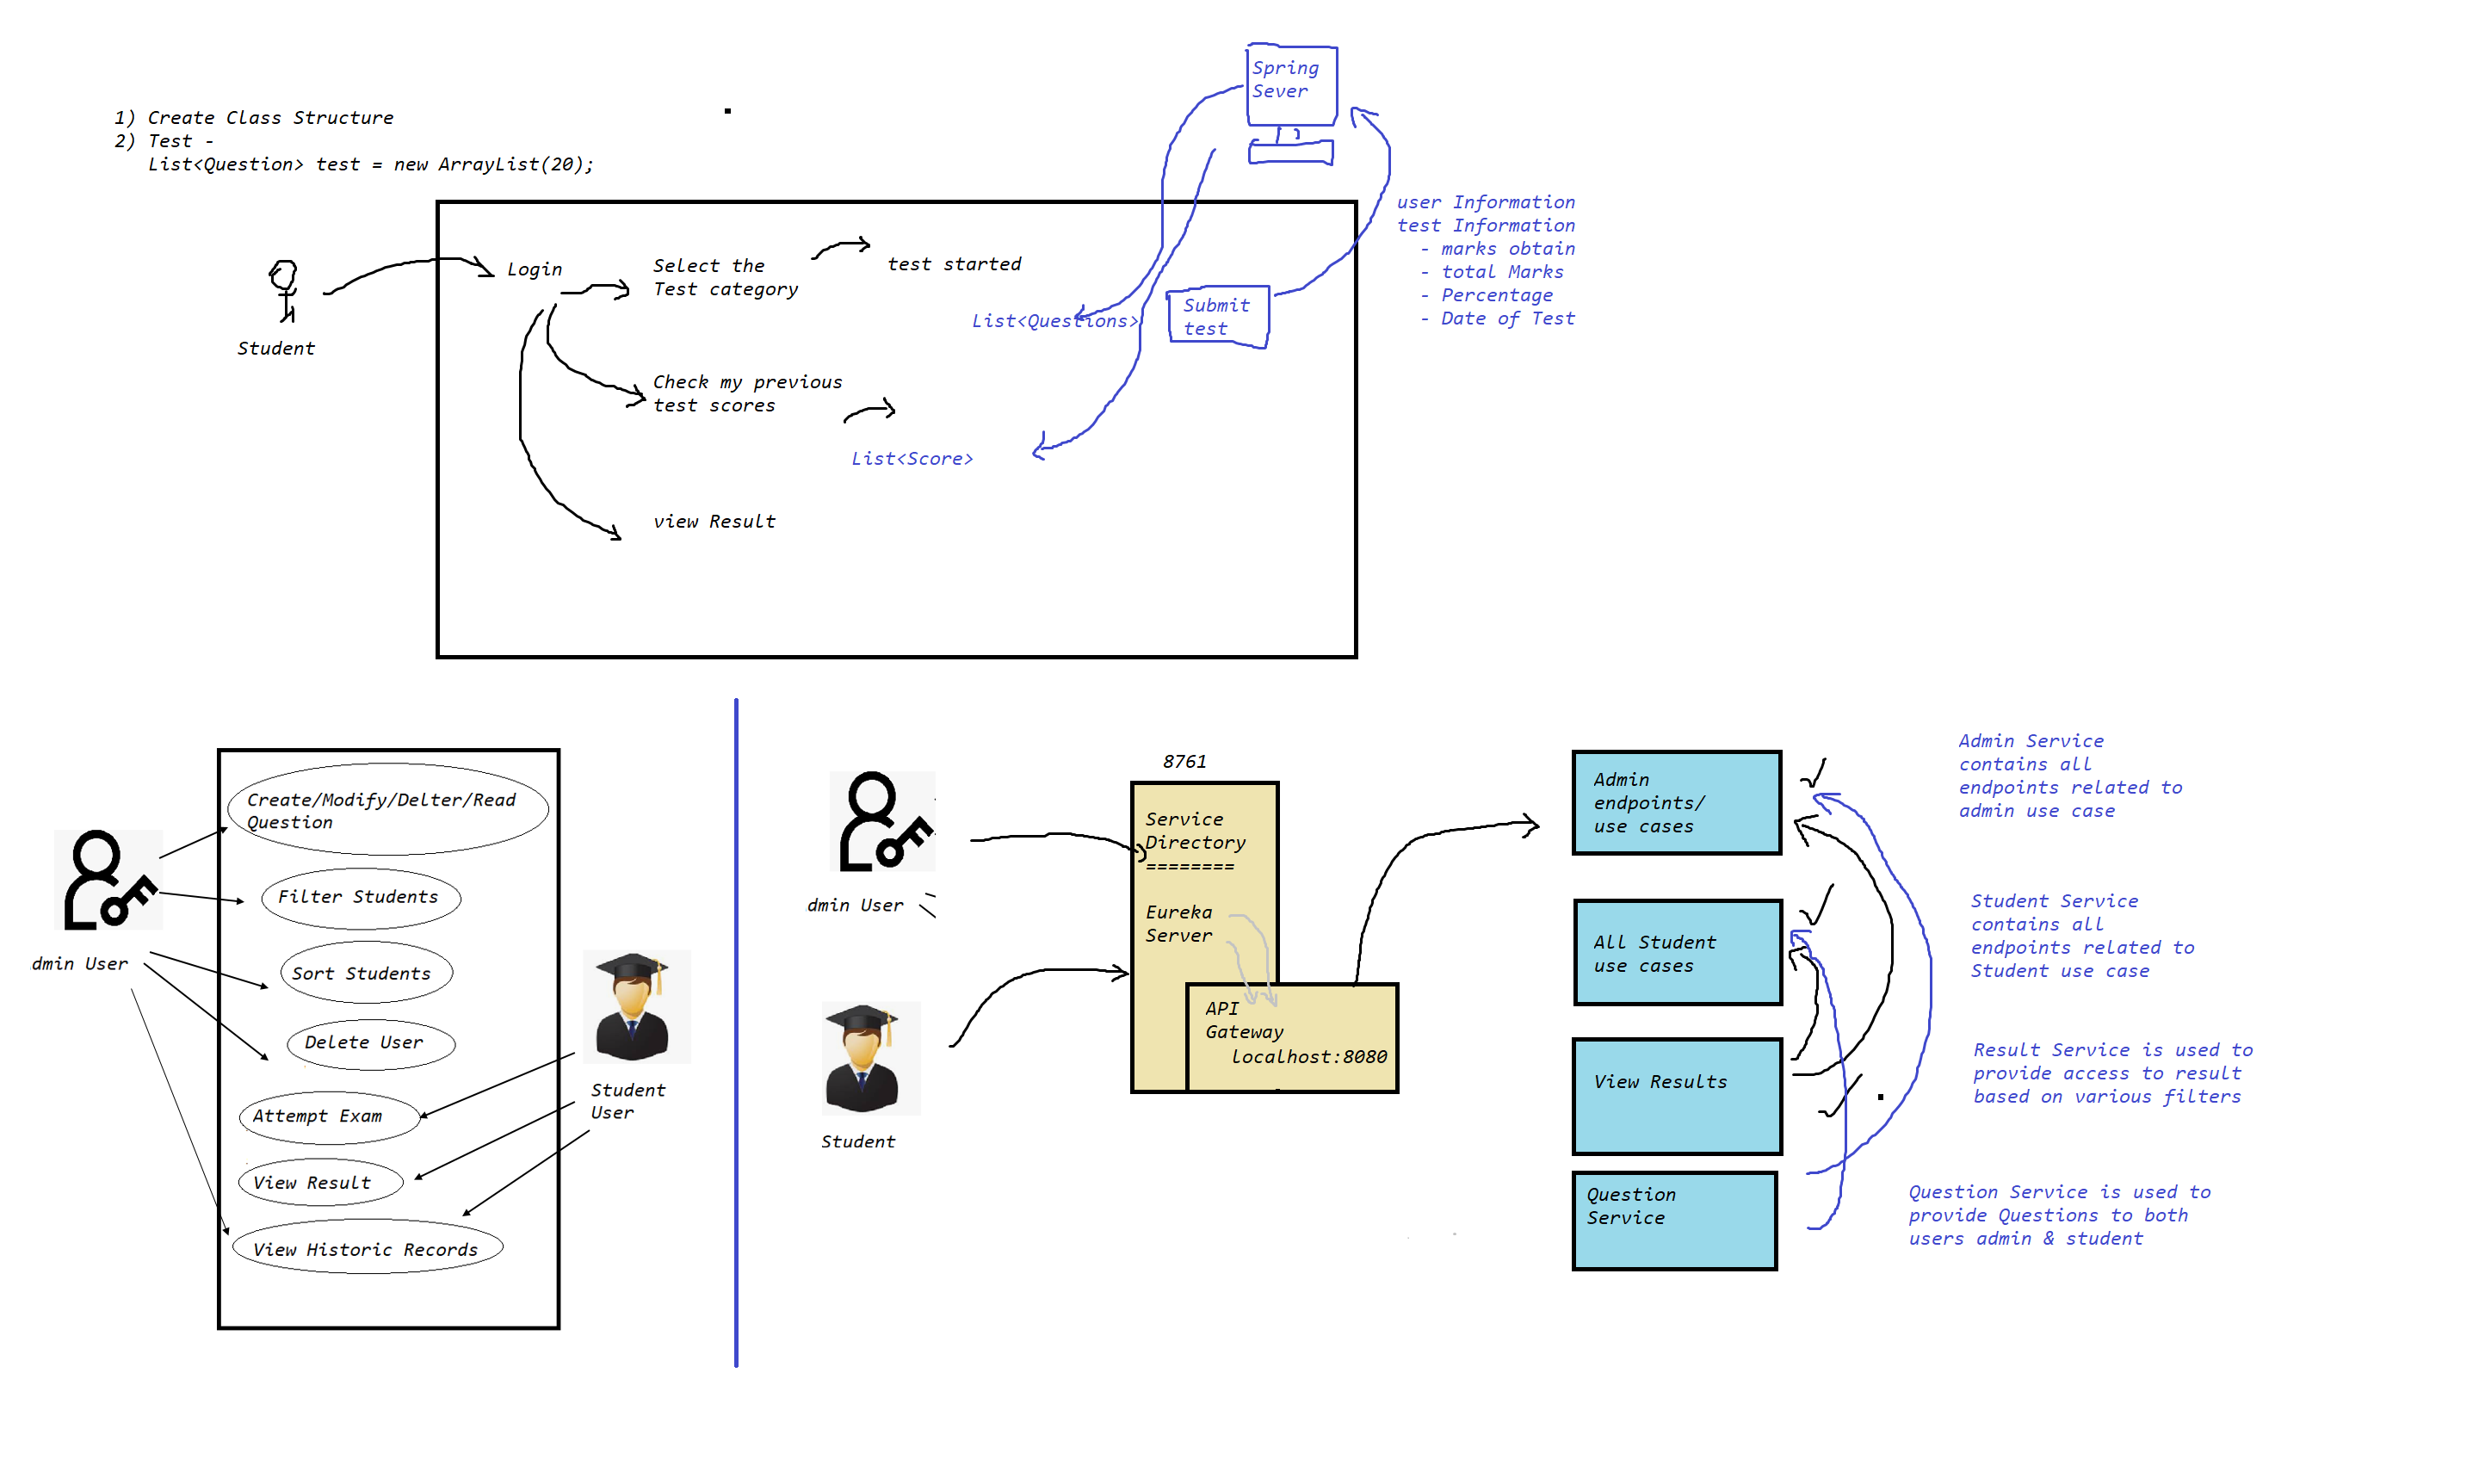 Spring
Sever
1) Create Class Structure
2) Test -
List<Question> test = new ArrayList(20);
user Information
test Information
- marks obtain
- total Marks
- Percentage
- Date of Test
Login
Select the
Test category
test started
List<Questions>
Submit
test
Student
Check my previous
test scores
List<Score>
view Result
Create/Modify/Delter/Read
Question
Filter Students
Sort Students
Delete User
Attempt Exam
View Result
View Historic Records
dmin User
Student
User
dmin User
Student
8761
Service
Directory
========
Eureka
Server
API
Gateway
localhost:8080
Admin
endpoints/
use cases
All Student
use cases
View Results
Question
Service
Admin Service
contains all
endpoints related to
admin use case
Student Service
contains all
endpoints related to
Student use case
Result Service is used to
provide access to result
based on various filters
Question Service is used to
provide Questions to both
users admin & student